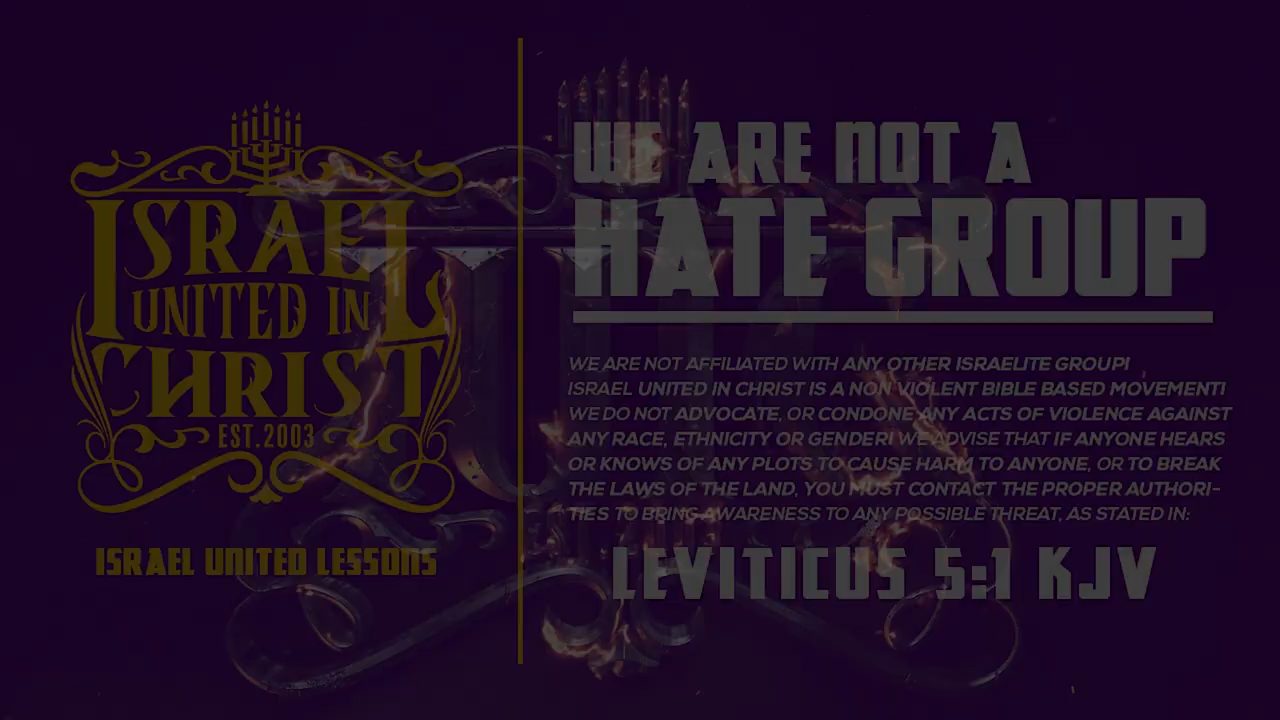 ISRAEL
UNITED IN
CHRIST
EST.2003
ISRAEL UNITED LESSONS
WE ARE NOT A
HATE GROUP
WE ARE NOT AFFILIATED WITH ANY OTHER ISRAELITE GROUP!
ISRAEL UNITED IN CHRIST IS A NON VIOLENT BIBLE BASED MOVEMENT!
WE DO NOT ADVOCATE, OR CONDONE ANY ACTS OF VIOLENCE AGAINST
ANY RACE, ETHNICITY OR GENDER! WE ADVISE THAT IF ANYONE HEARS
OR KNOWS OF ANY PLOTS TO CAUSE HARM TO ANYONE, OR TO BREAK
THE LAWS OF THE LAND, YOU MUST CONTACT THE PROPER AUTHORI-
TIES TO BRING AWARENESS TO ANY POSSIBLE THREAT, AS STATED IN:
LEVITICUS 5:1 KJV